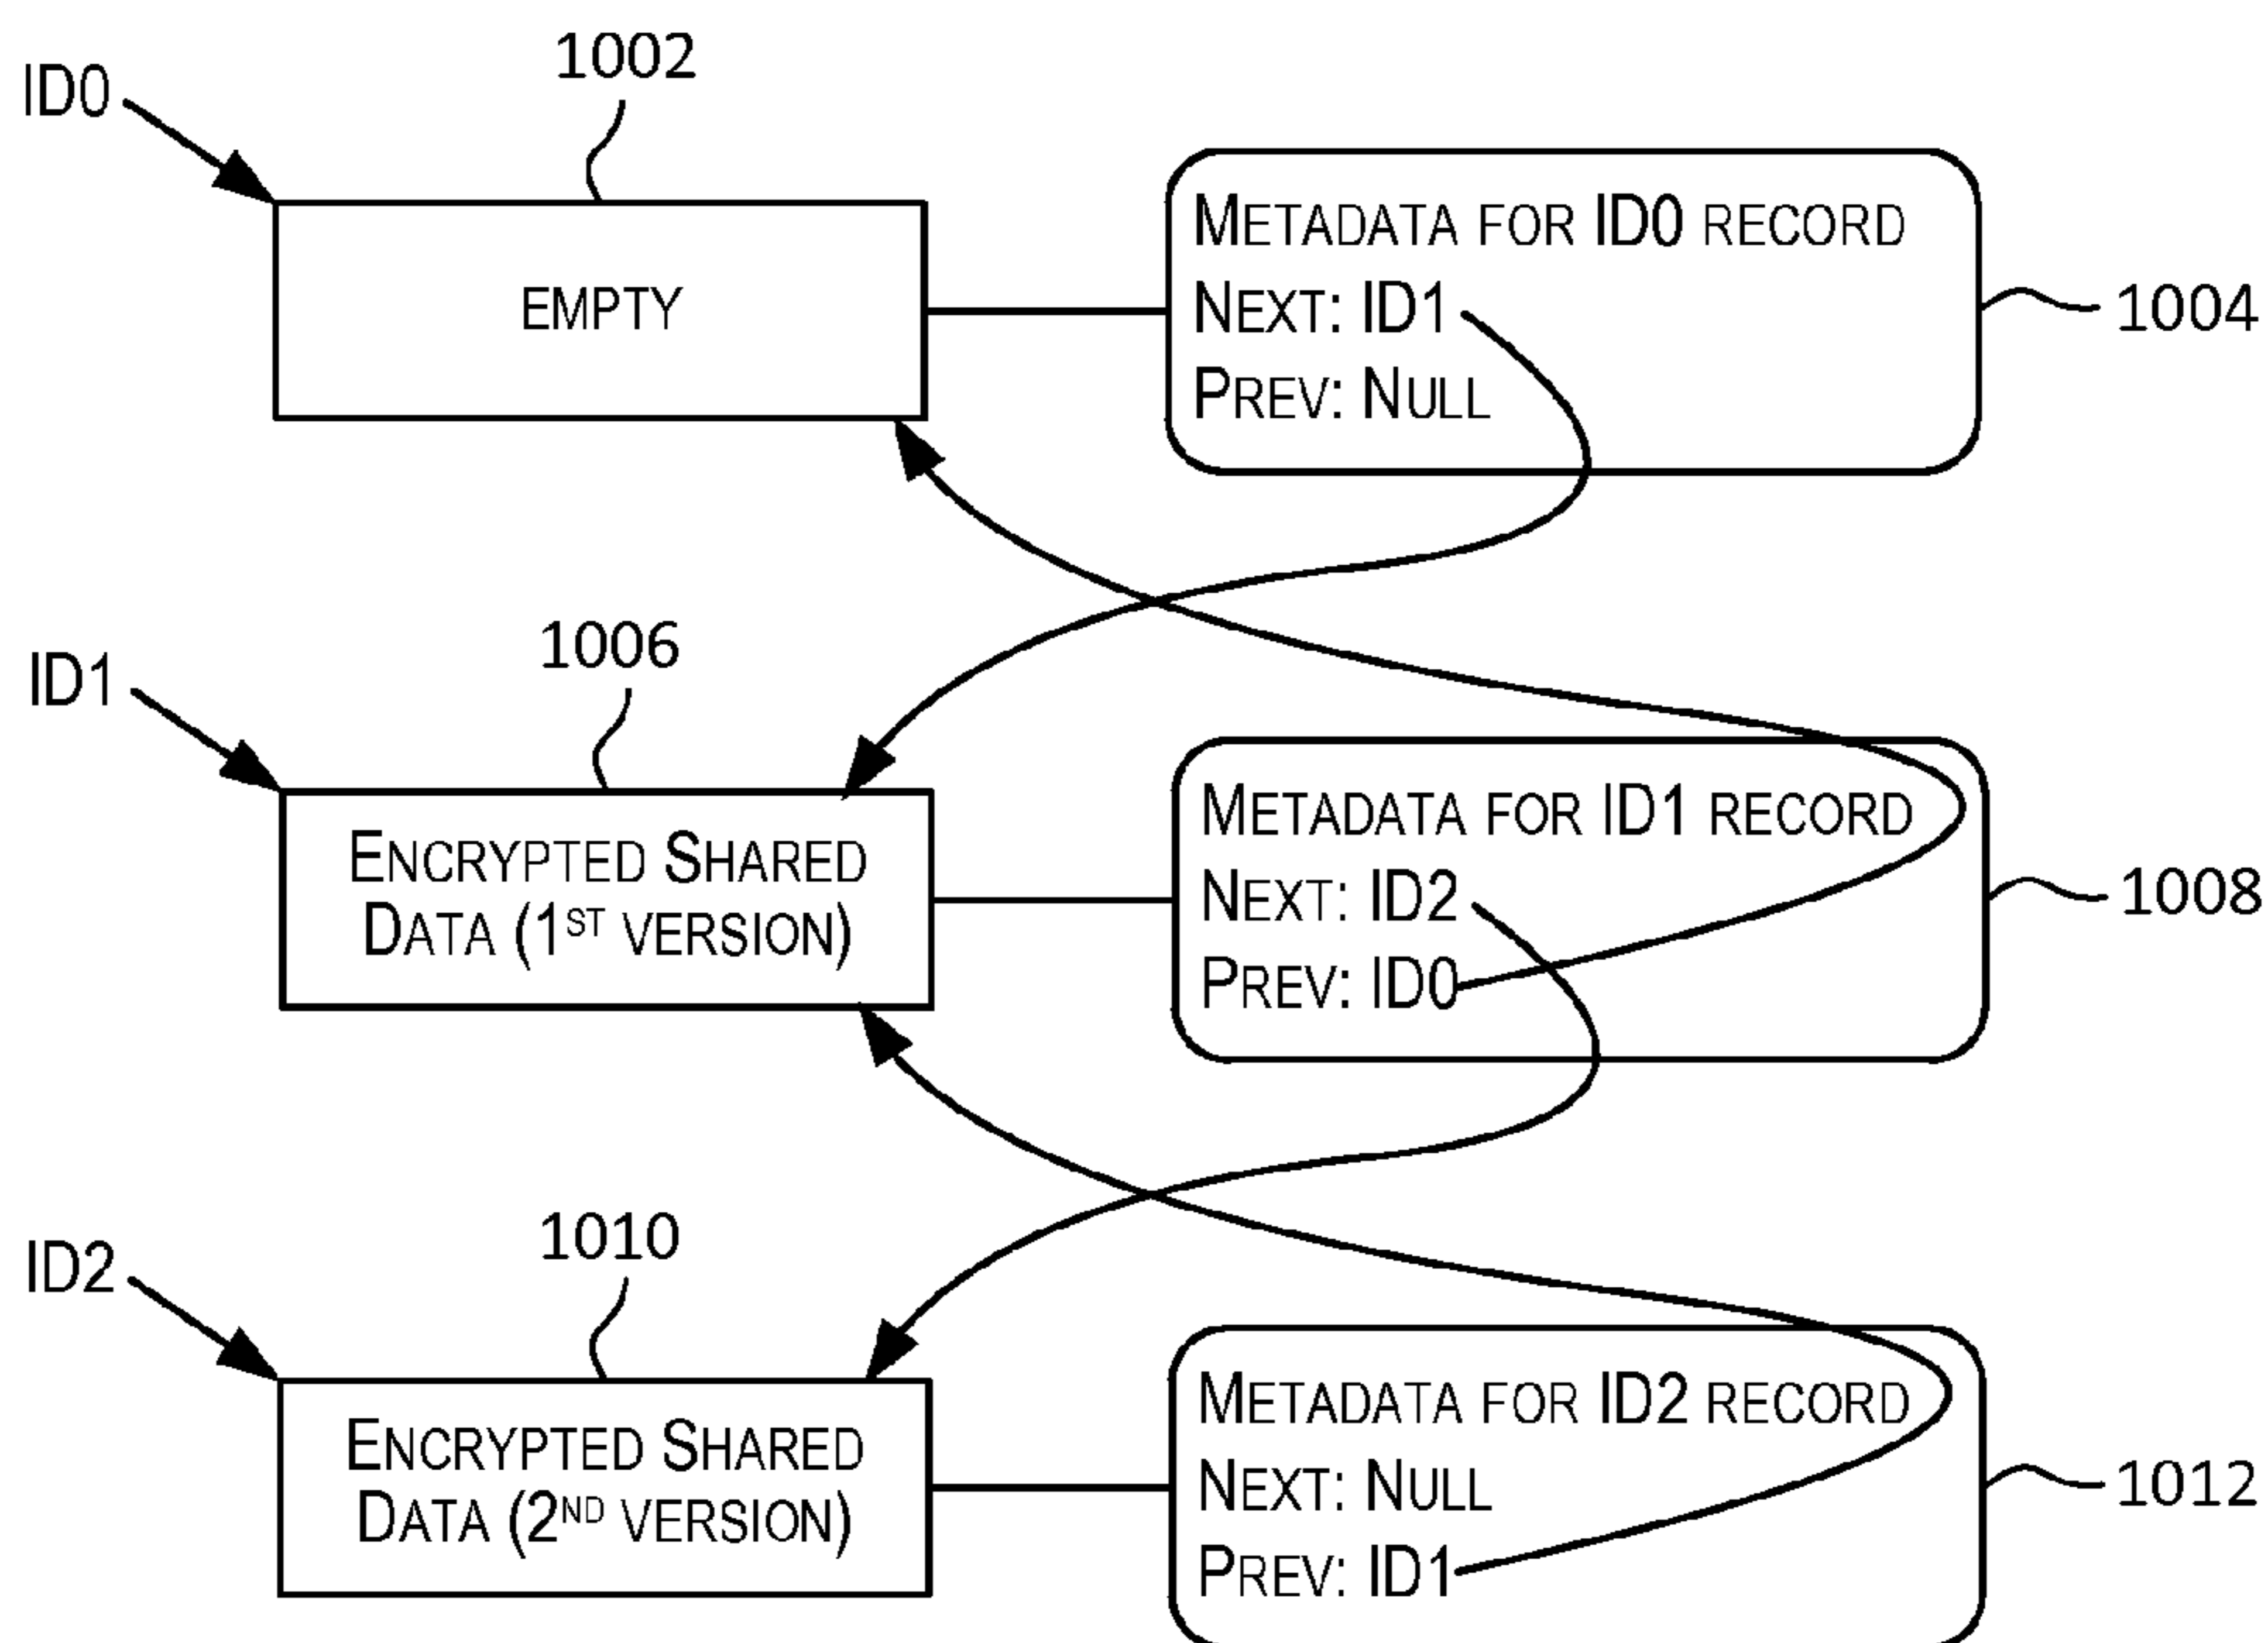 1002
ID0
EMPTY
METADATA FOR ID0 RECORD
NEXT: ID1
PREV: NULL
1004
1006
ID1
ENCRYPTED SHARED
DATA (1ST VERSION)
METADATA FOR ID1 RECORD
NEXT: ID2
PREV: ID0
1008
1010
ID2
ENCRYPTED SHARED
DATA (2ND VERSION)
METADATA FOR ID2 RECORD
NEXT: NULL
PREV: ID1
1012